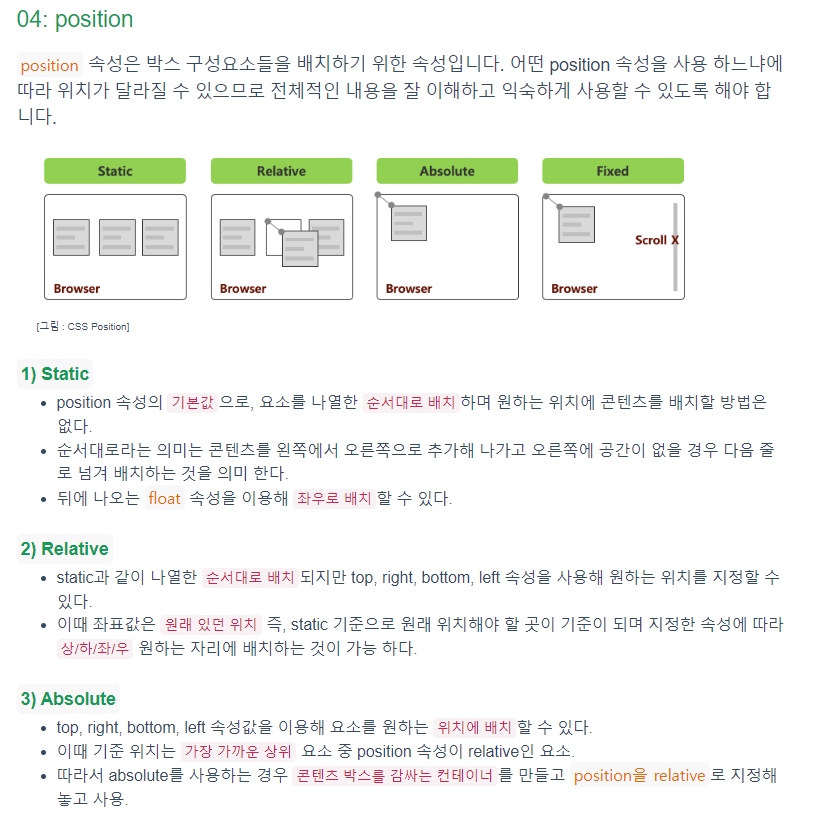 04: position
position 속성은 박스 구성요소들을 배치하기 위한 속성입니다. 어떤 position 속성을 사용 하느냐에
따라 위치가 달라질 수 있으므로 전체적인 내용을 잘 이해하고 익숙하게 사용할 수 있도록 해야 합
니다.
Static Relative Absolute Fixed
Scroll X
Browser Browser Browser Browser
[그림 : CSS Position]
1) Static
• position 속성의 기본값 으로, 요소를 나열한 순서대로 배치 하며 원하는 위치에 콘텐츠를 배치할 방법은
없다.
• 순서대로라는 의미는 콘텐츠를 왼쪽에서 오른쪽으로 추가해 나가고 오른쪽에 공간이 없을 경우 다음 줄
로 넘겨 배치하는 것을 의미 한다.
• 뒤에 나오는 float 속성을 이용해 좌우로 배치 할 수 있다.
2) Relative
• static과 같이 나열한 순서대로 배치 되지만 top, right, bottom, left 속성을 사용해 원하는 위치를 지정할 수
있다.
• 이때 좌표값은 원래 있던 위치 즉, static 기준으로 원래 위치해야 할 곳이 기준이 되며 지정한 속성에 따라
상/하/좌/우 원하는 자리에 배치하는 것이 가능 하다.
3) Absolute
• top, right, bottom, left 속성값을 이용해 요소를 원하는 위치에 배치 할 수 있다.
• 이때 기준 위치는 가장 가까운 상위 요소 중 position 속성이 relative인 요소.
• 따라서 absolute를 사용하는 경우 콘텐츠 박스를 감싸는 컨테이너 를 만들고 position을 relative 로 지정해
놓고 사용.